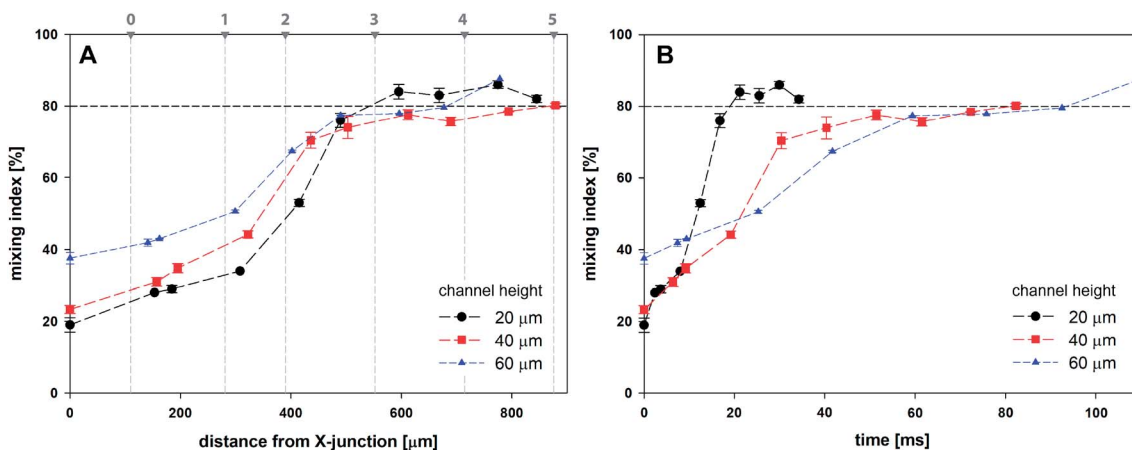 0 1 2 3 4 5
A
mixing index [%]
100
80
60
40
20
0
channel height
20 μm
40 μm
60 μm
0 200 400 600 800
distance from X-junction [μm]
B
mixing index [%]
100
80
60
40
20
0
channel height
20 μm
40 μm
60 μm
0 20 40 60 80 100
time [ms]